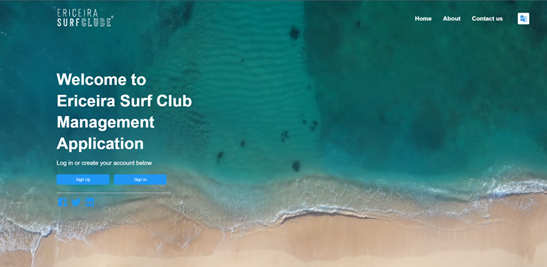 ERICEIRA
SURFCLUBE
Home About Contact us
Welcome to
Ericeira Surf Club
Management
Application
Log in or create your account below
Sign Up Sign In